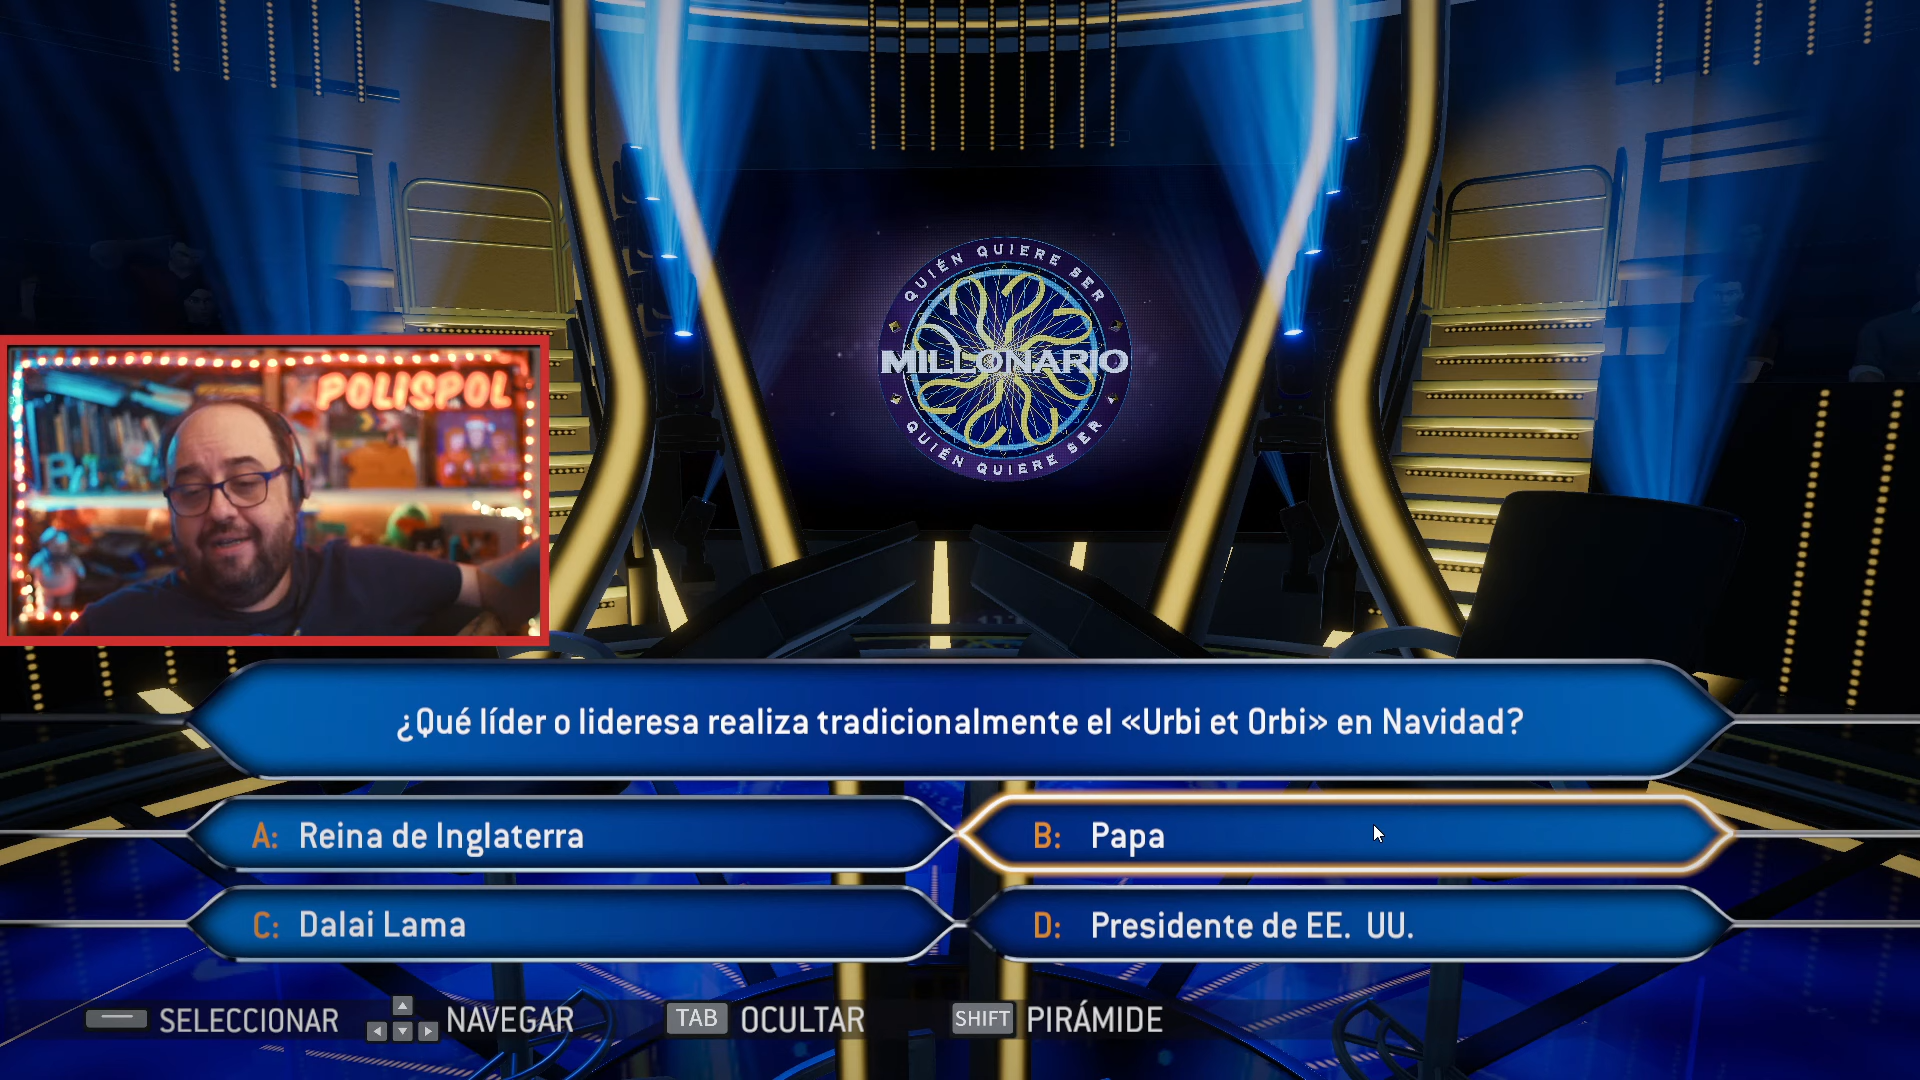 QUIÉN QUIERE SER
MILLONARIO
QUIÉN QUIERE SER
POLISPOL
¿Qué líder o lideresa realiza tradicionalmente el «Urbi et Orbi» en Navidad?
A: Reina de Inglaterra
B: Papa
C: Dalai Lama
D: Presidente de EE. UU.
SELECCIONAR NAVEGAR TAB OCULTAR SHIFT PIRÁMIDE